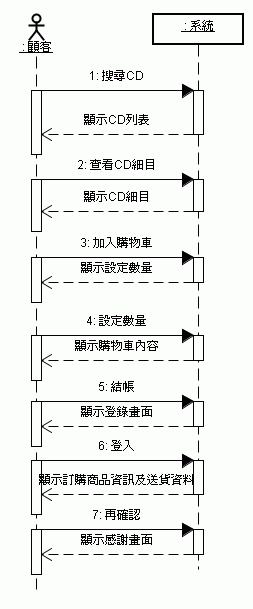 : 顧客
: 系統
1: 搜尋CD
顯示CD列表
2: 查看CD細目
顯示CD細目
3: 加入購物車
顯示設定數量
4: 設定數量
顯示購物車內容
5: 結帳
顯示登錄畫面
6: 登入
顯示訂購商品資訊及送貨資料
7: 再確認
顯示感謝畫面